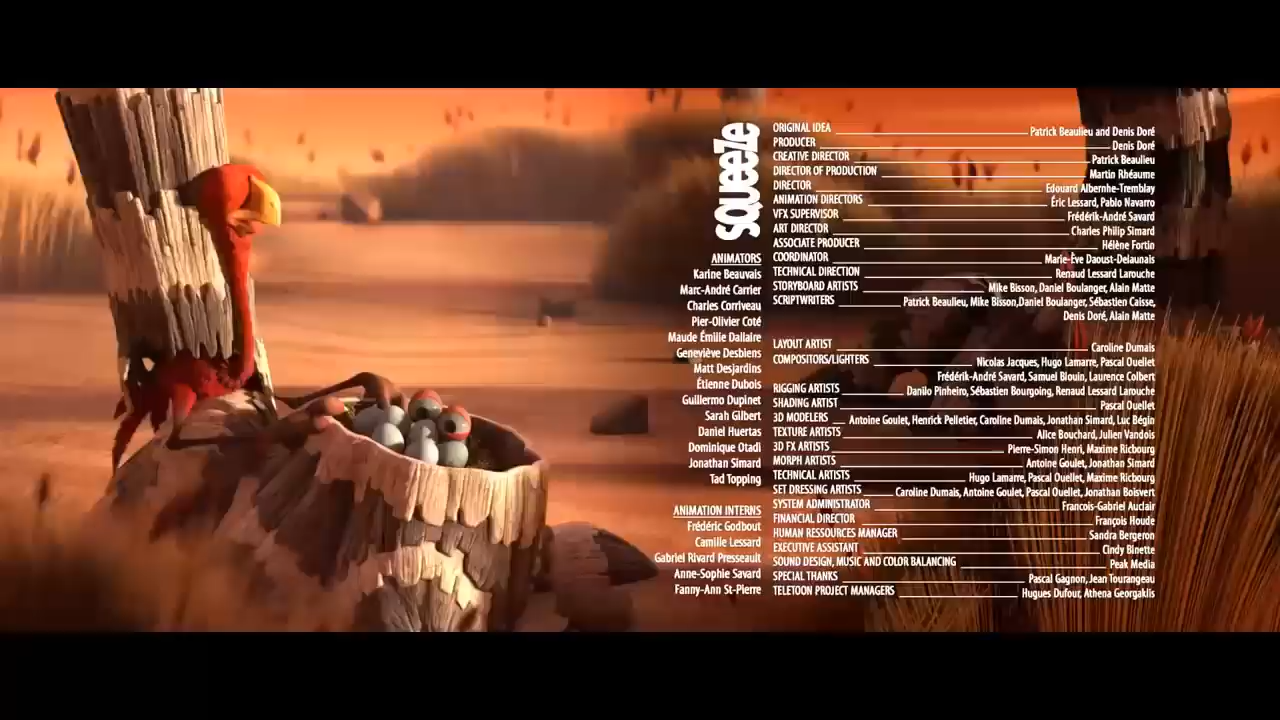 squeeze
ANIMATORS
Karine Beauvais
Marc-André Carrier
Charles Corriveau
Pier-Olivier Coté
Maude Émilie Dallaire
Geneviève Desbiens
Matt Desjardins
Étienne Dubois
Guillermo Dupinet
Sarah Gilbert
Daniel Huertas
Dominique Otadi
Jonathan Simard
Tad Topping
ANIMATION INTERNS
Frédéric Godbout
Camille Lessard
Gabriel Rivard Presseault
Anne-Sophie Savard
Fanny-Ann St-Pierre
ORIGINAL IDEA Patrick Beaulieu and Denis Doré
PRODUCER Denis Doré
CREATIVE DIRECTOR Patrick Beaulieu
DIRECTOR OF PRODUCTION Martin Rhéaume
DIRECTOR Edouard Albernhe-Tremblay
ANIMATION DIRECTORS Éric Lessard, Pablo Navarro
VFX SUPERVISOR Frédérik-André Savard
ART DIRECTOR Charles Philip Simard
ASSOCIATE PRODUCER Hélène Fortin
COORDINATOR Marie-Ève Daoust-Delaunais
TECHNICAL DIRECTION Renaud Lessard Larouche
STORYBOARD ARTISTS Mike Bisson, Daniel Boulanger, Alain Matte
SCRIPTWRITERS Patrick Beaulieu, Mike Bisson,Daniel Boulanger, Sébastien Caisse,
Denis Doré, Alain Matte
LAYOUT ARTIST Caroline Dumais
COMPOSITORS/LIGHTERS Nicolas Jacques, Hugo Lamarre, Pascal Ouellet
Frédérik-André Savard, Samuel Blouin, Laurence Colbert
RIGGING ARTISTS Danilo Pinheiro, Sébastien Bourgoing, Renaud Lessard Larouche
SHADING ARTIST Pascal Ouellet
3D MODELERS Antoine Goulet, Henrick Pelletier, Caroline Dumais, Jonathan Simard, Luc Bégin
TEXTURE ARTISTS Alice Bouchard, Julien Vandois
3D FX ARTISTS Pierre-Simon Henri, Maxime Ricbourg
MORPH ARTISTS Antoine Goulet, Jonathan Simard
TECHNICAL ARTISTS Hugo Lamarre, Pascal Ouellet, Maxime Ricbourg
SET DRESSING ARTISTS Caroline Dumais, Antoine Goulet, Pascal Ouellet, Jonathan Boisvert
SYSTEM ADMINISTRATOR Francois-Gabriel Auclair
FINANCIAL DIRECTOR François Houde
HUMAN RESSOURCES MANAGER Sandra Bergeron
EXECUTIVE ASSISTANT Cindy Binette
SOUND DESIGN, MUSIC AND COLOR BALANCING Peak Media
SPECIAL THANKS Pascal Gagnon, Jean Tourangeau
TELETOON PROJECT MANAGERS Hugues Dufour, Athena Georgaklis